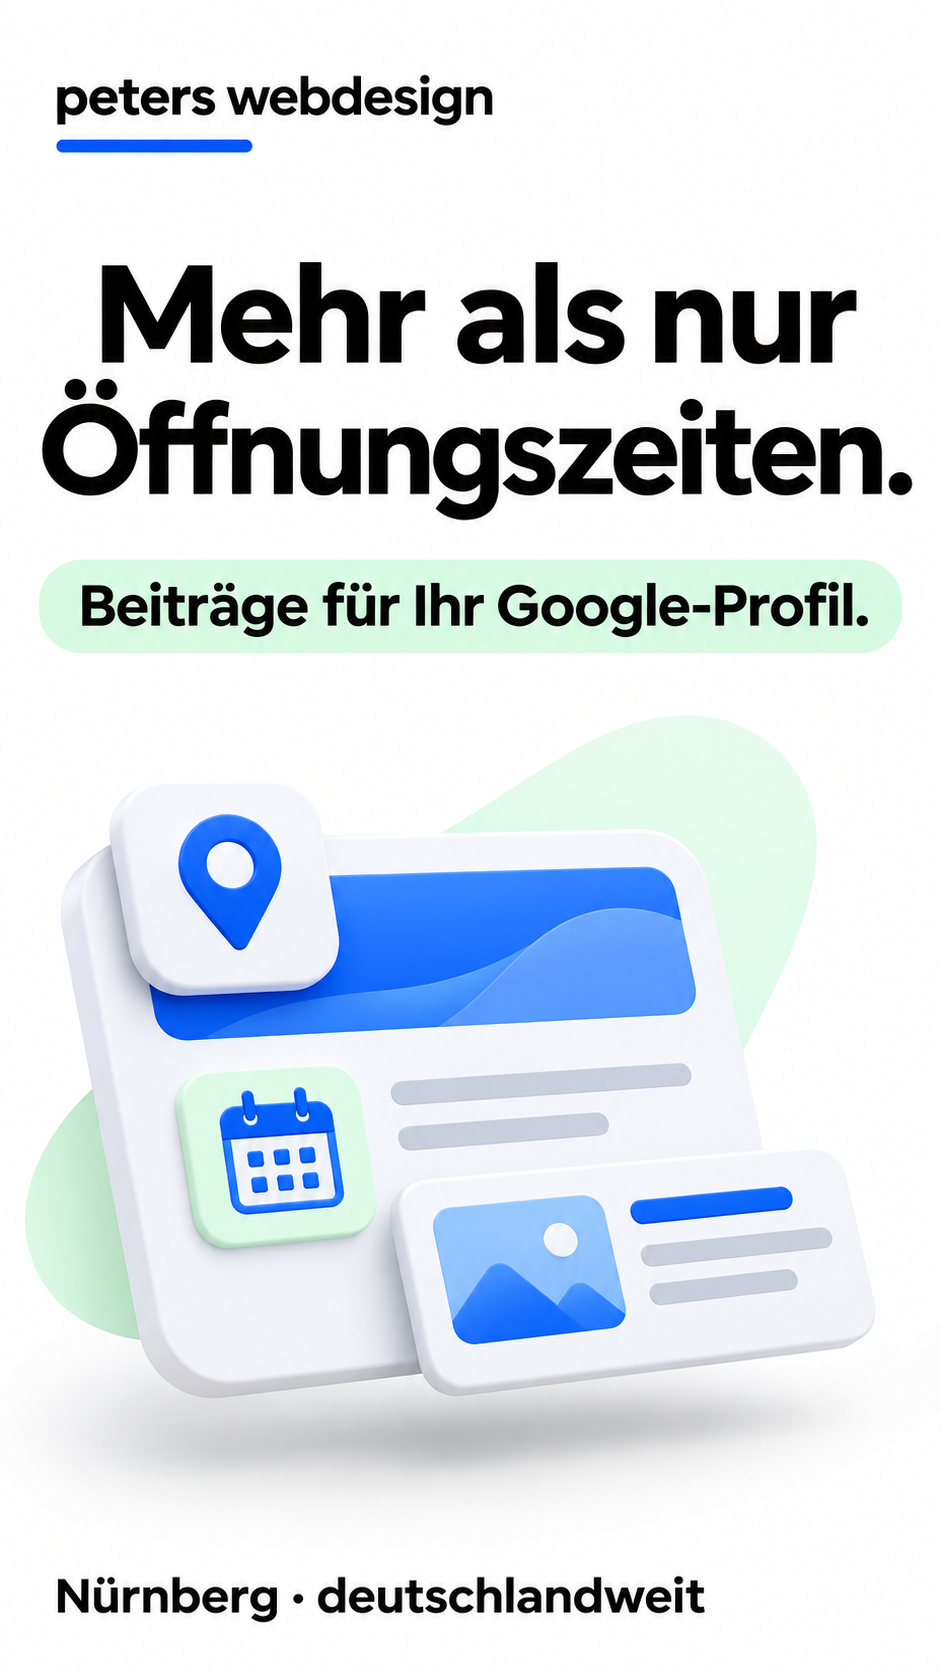 peters webdesign
Mehr als nur
Öffnungszeiten.
Beiträge für Ihr Google-Profil.
Nürnberg · deutschlandweit